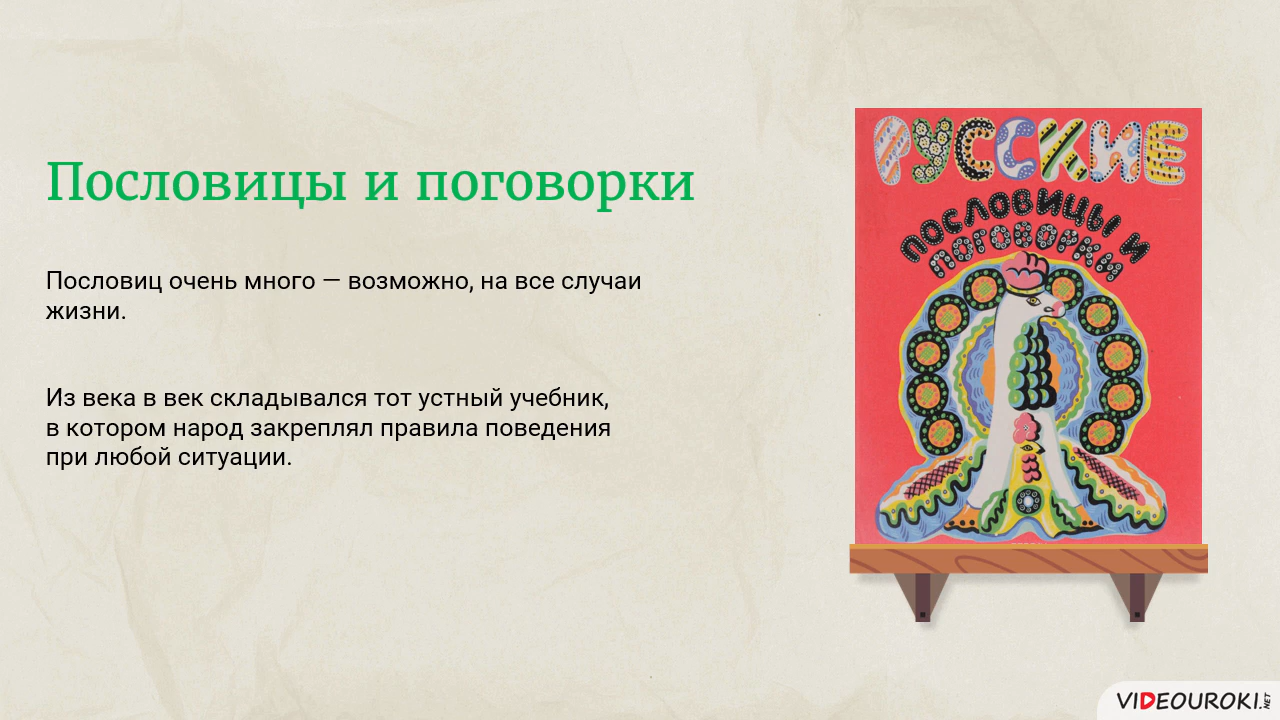 Пословицы и поговорки
Пословиц очень много — возможно, на все случаи
жизни.
Из века в век складывался тот устный учебник,
в котором народ закреплял правила поведения
при любой ситуации.
РУССКИЕ
ПОСЛОВИЦЫ И
ПОГОВОРКИ
VIDEOUROKI.NET